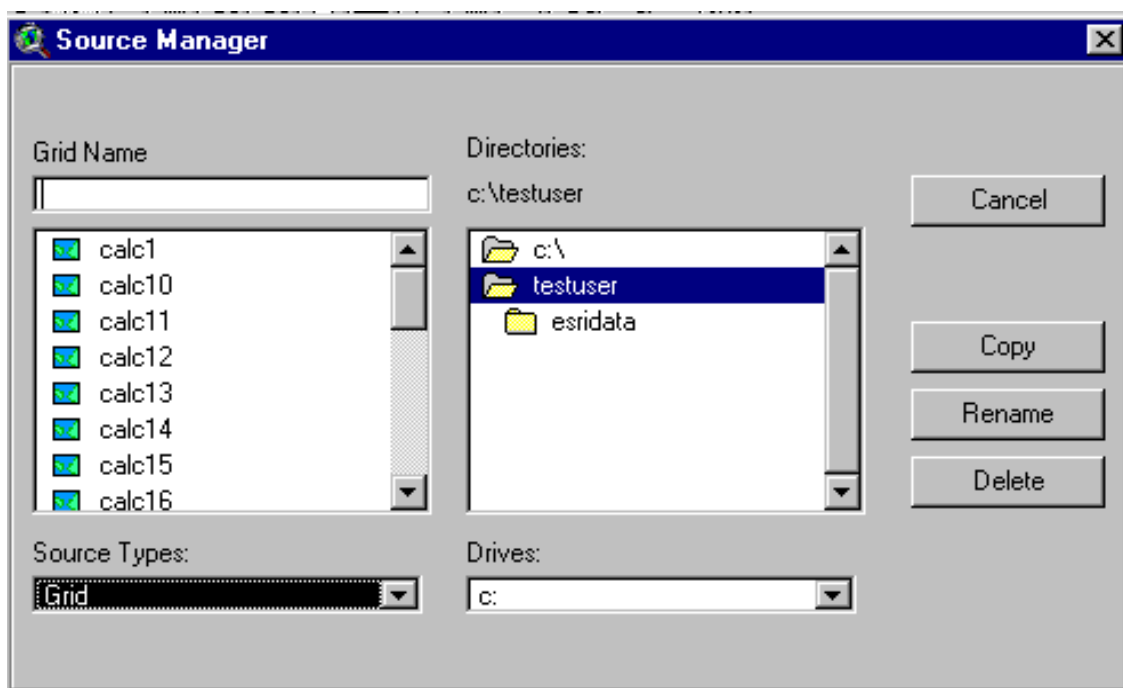 Source Manager
Grid Name
Directories:
c:\testuser
Cancel
calc1
calc10
calc11
calc12
calc13
calc14
calc15
calc16
c:\
testuser
esridata
Copy
Rename
Delete
Source Types:
Grid
Drives:
c: